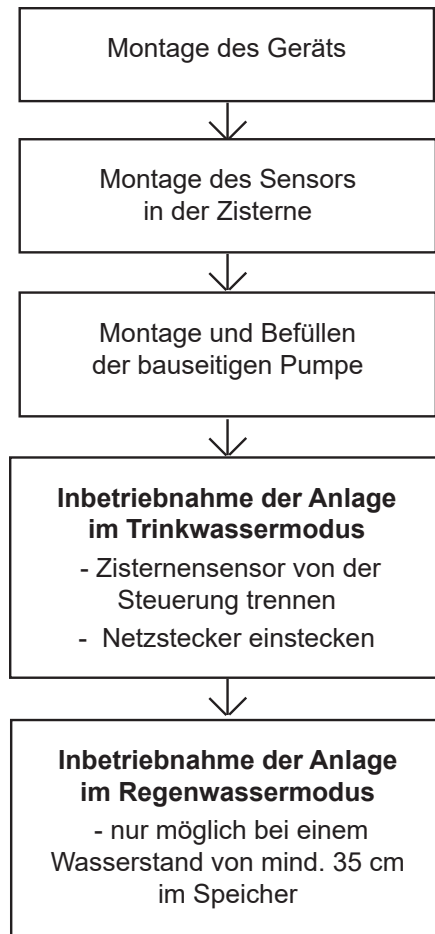 Montage des Geräts
Montage des Sensors
in der Zisterne
Montage und Befüllen
der bauseitigen Pumpe
Inbetriebnahme der Anlage
im Trinkwassermodus
- Zisternensensor von der
Steuerung trennen
- Netzstecker einstecken
Inbetriebnahme der Anlage
im Regenwassermodus
- nur möglich bei einem
Wasserstand von mind. 35 cm
im Speicher